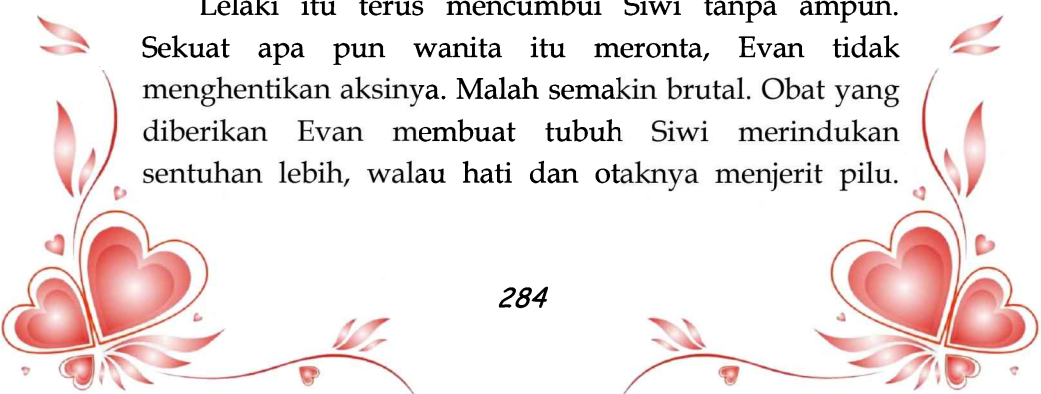 Lelaki itu terus mencumbui Siwi tanpa ampun.
Sekuat apa pun wanita itu meronta, Evan tidak
menghentikan aksinya. Malah semakin brutal. Obat yang
diberikan Evan membuat tubuh Siwi merindukan
sentuhan lebih, walau hati dan otaknya menjerit pilu.
284